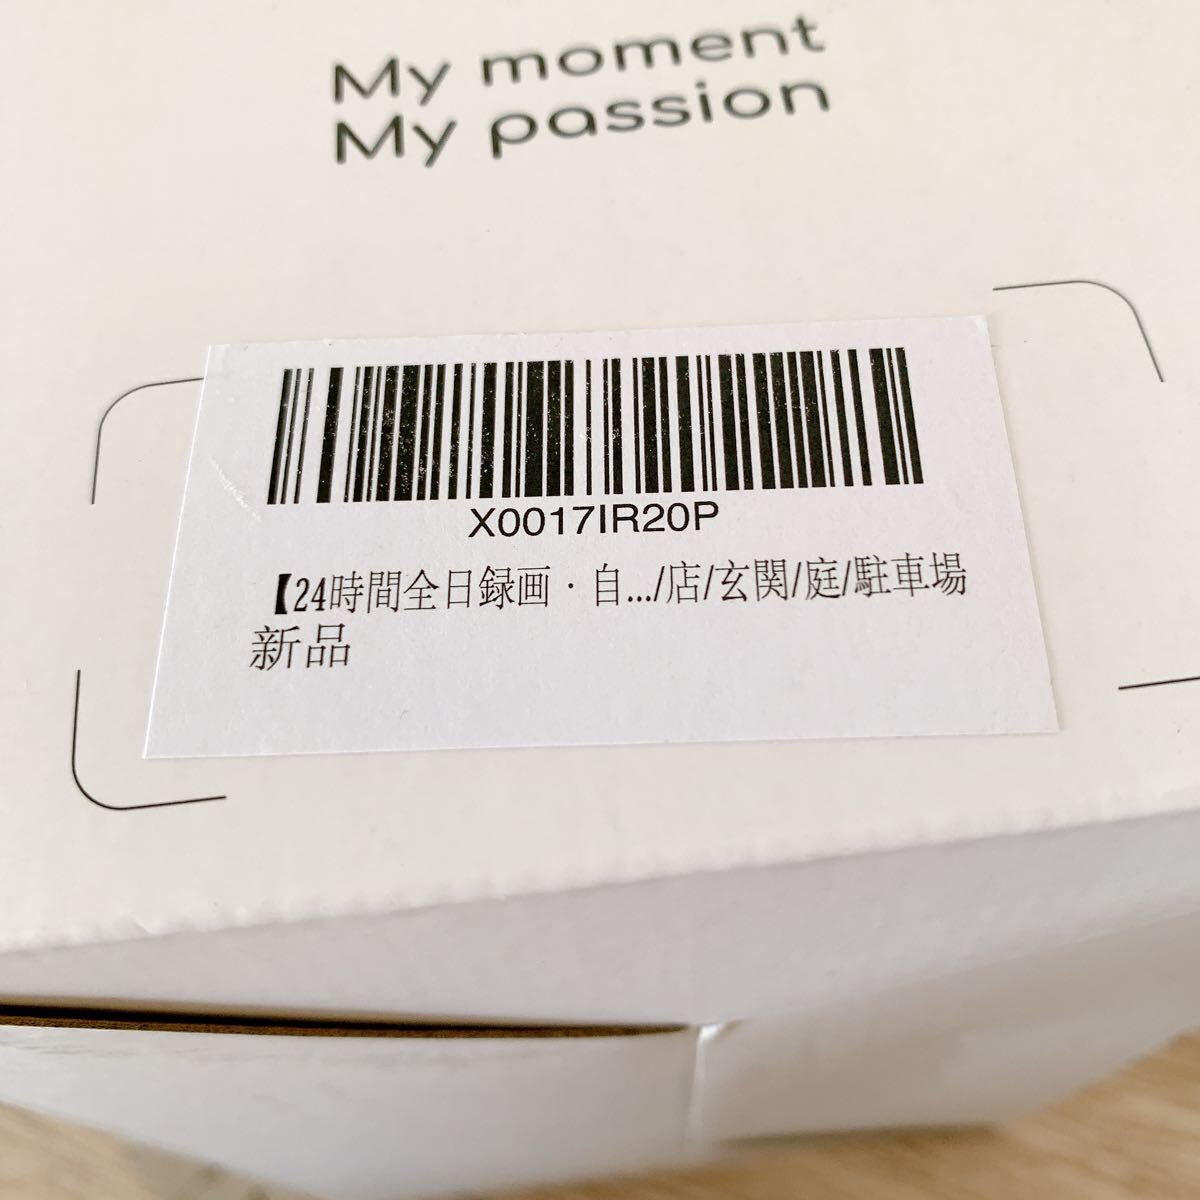 My moment
My passion
X0017IR20P
【24時間全日録画・自.../店/玄関/庭/駐車場
新品